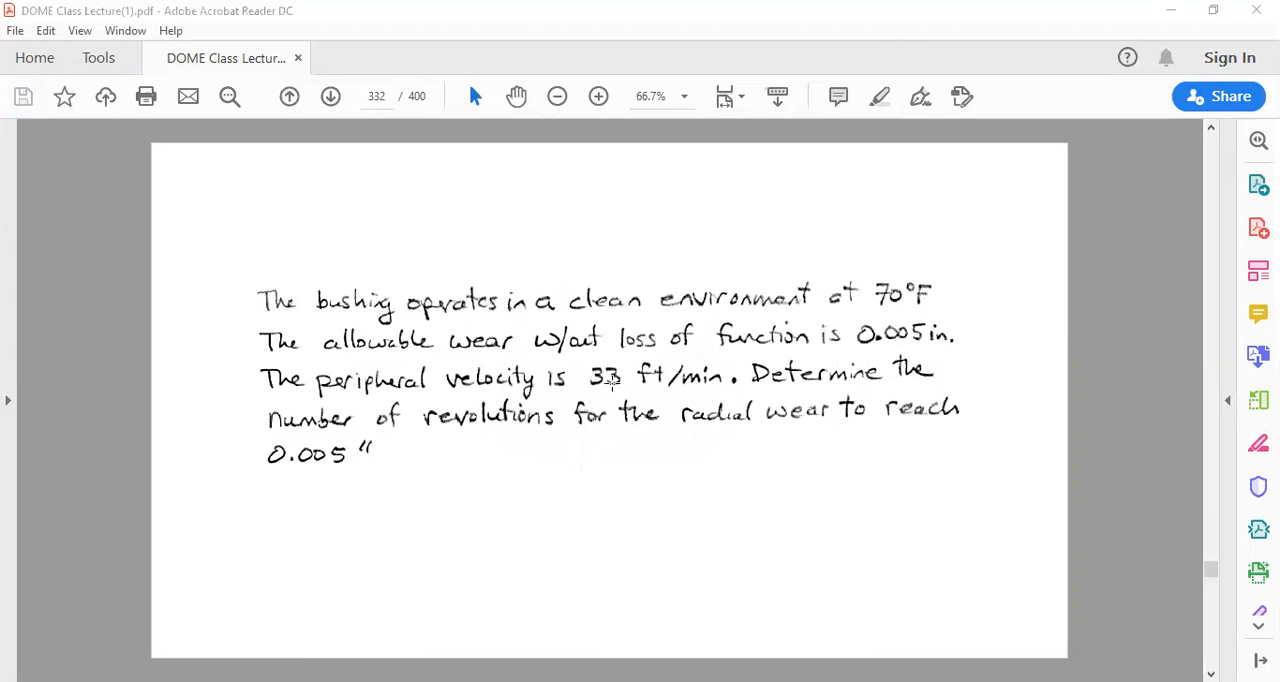 DOME Class Lecture(1).pdf - Adobe Acrobat Reader DC
File Edit View Window Help
Home Tools DOME Class Lectur... × Sign In
332 / 400 66.7% Share
The bushing operates in a clean environment at 70°F
The allowable wear w/out loss of function is 0.005 in.
The peripheral velocity is 33 ft/min. Determine the
number of revolutions for the radial wear to reach
0.005 "